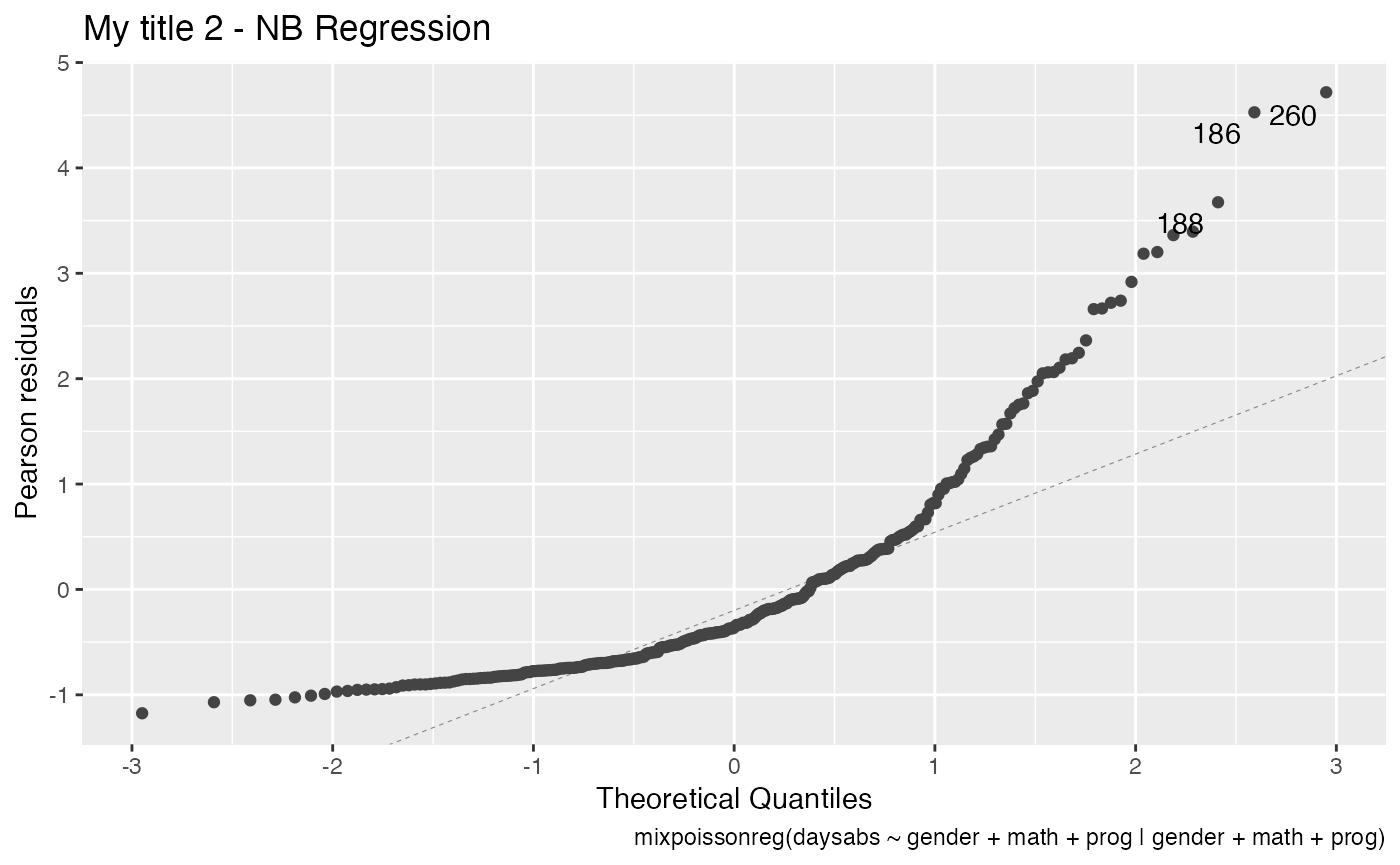 My title 2 - NB Regression
5
4
3
2
1
0
-1
Pearson residuals
260
186
188
-3 -2 -1 0 1 2 3
Theoretical Quantiles
mixpoissonreg(daysabs ~ gender + math + prog | gender + math + prog)